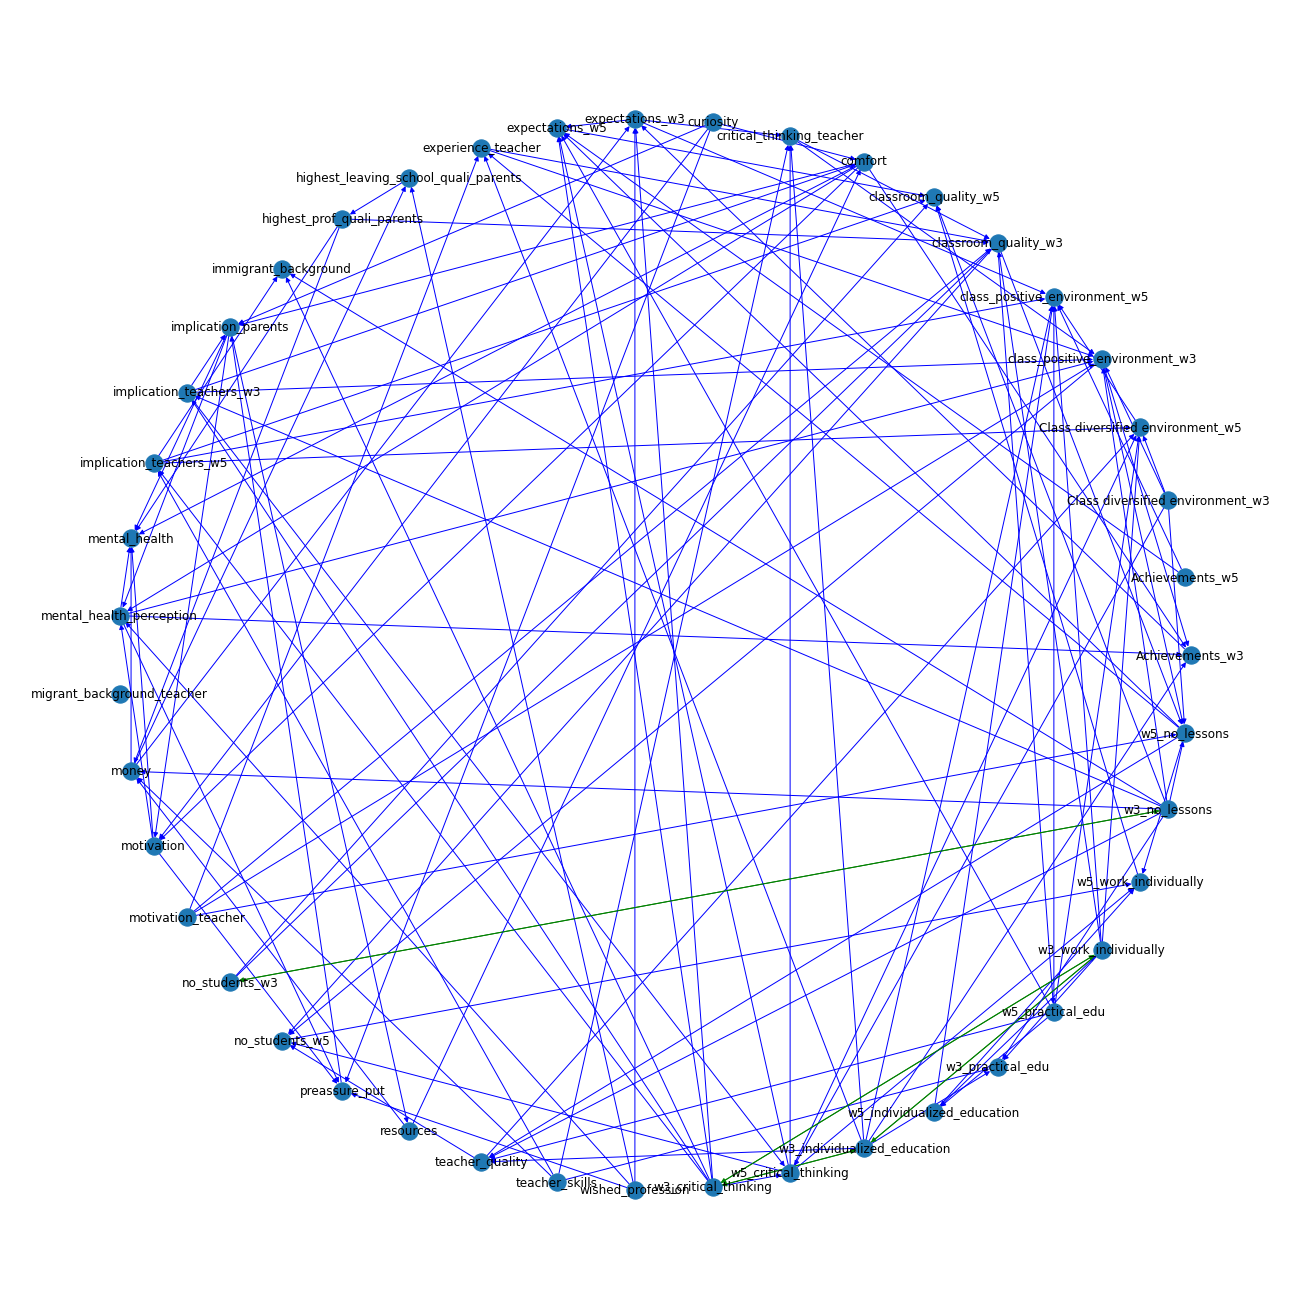 expectations_w3
curiosity
expectations_w5
critical_thinking_teacher
experience_teacher
comfort
highest_leaving_school_quali_parents
classroom_quality_w5
highest_prof_quali_parents
classroom_quality_w3
immigrant_background
class_positive_environment_w5
implication_parents
class_positive_environment_w3
implication_teachers_w3
Class diversified environment_w5
implication_teachers_w5
Class diversified environment_w3
mental_health
Achievements_w5
mental_health_perception
Achievements_w3
migrant_background_teacher
w5_no_lessons
money
w3_no_lessons
motivation
w5_work_individually
motivation_teacher
w3_work_individually
no_students_w3
w5_practical_edu
no_students_w5
w3_practical_edu
preassure_put
w5_individualized_education
resources
w3_individualized_education
teacher_quality
w5_critical_thinking
teacher_skills
wished_profession
w3_critical_thinking